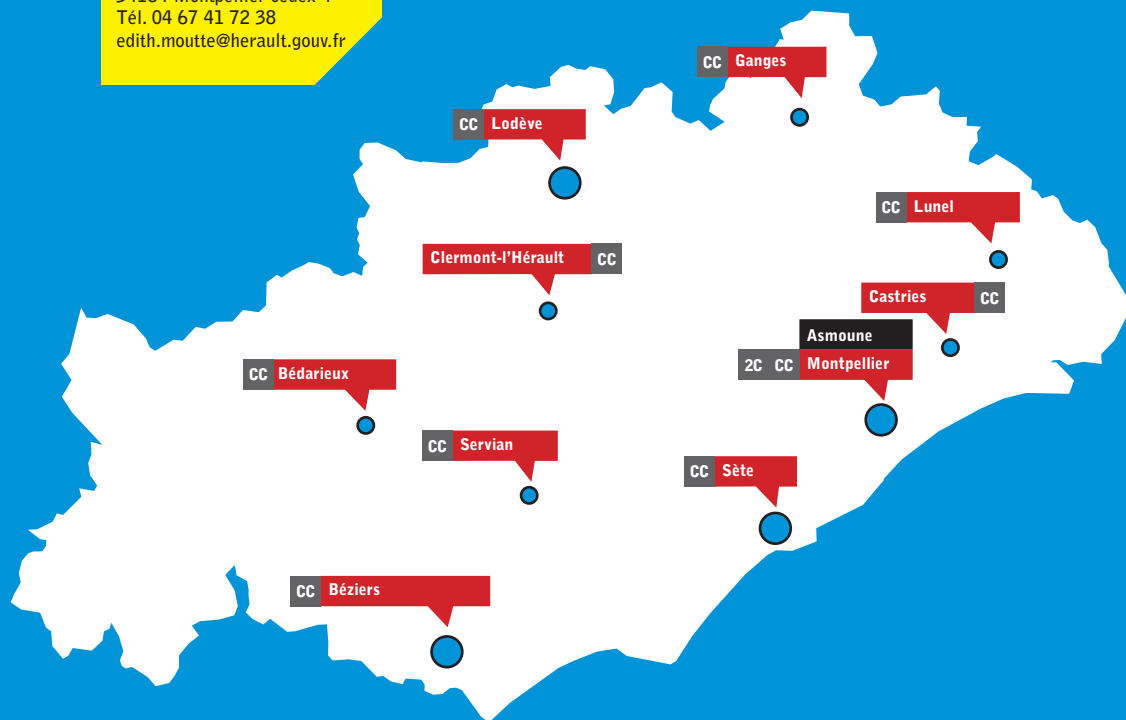 Tél. 04 67 41 72 38
edith.moutte@herault.gouv.fr
CC Ganges
CC Lodève
CC Lunel
Clermont-l'Hérault CC
Castries CC
Asmoune
2C CC Montpellier
CC Bédarieux
CC Servian
CC Sète
CC Béziers